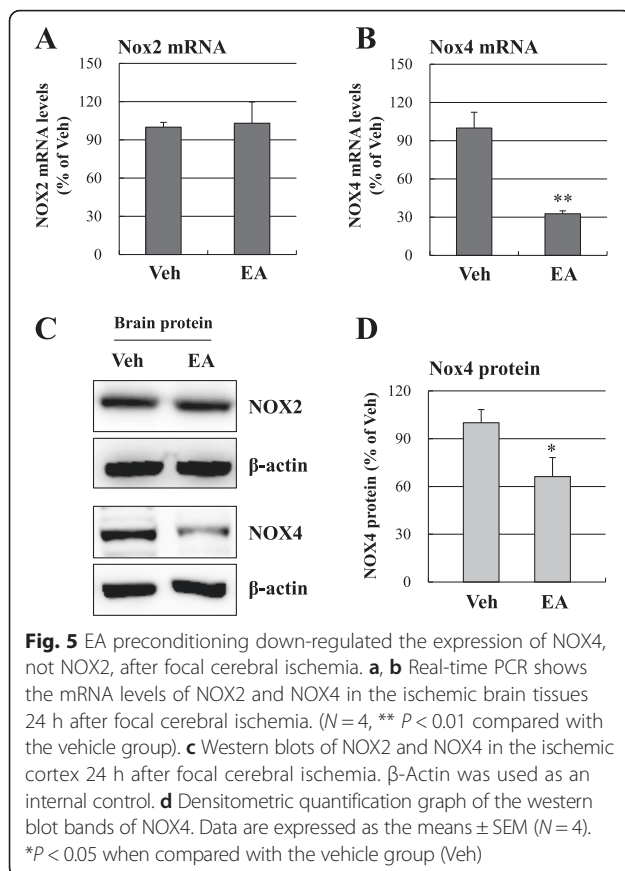 A
Nox2 mRNA
NOX2 mRNA levels
(% of Veh)
150
120
90
60
30
0
Veh EA
B
Nox4 mRNA
NOX4 mRNA levels
(% of Veh)
150
120
90
60
30
0
**
Veh EA
C
Brain protein
Veh EA
NOX2
β-actin
NOX4
β-actin
D
Nox4 protein
NOX4 protein (% of Veh)
120
90
60
30
0
*
Veh EA
Fig. 5 EA preconditioning down-regulated the expression of NOX4,
not NOX2, after focal cerebral ischemia. a, b Real-time PCR shows
the mRNA levels of NOX2 and NOX4 in the ischemic brain tissues
24 h after focal cerebral ischemia. (N = 4, ** P < 0.01 compared with
the vehicle group). c Western blots of NOX2 and NOX4 in the ischemic
cortex 24 h after focal cerebral ischemia. β-Actin was used as an
internal control. d Densitometric quantification graph of the western
blot bands of NOX4. Data are expressed as the means ± SEM (N = 4).
*P < 0.05 when compared with the vehicle group (Veh)